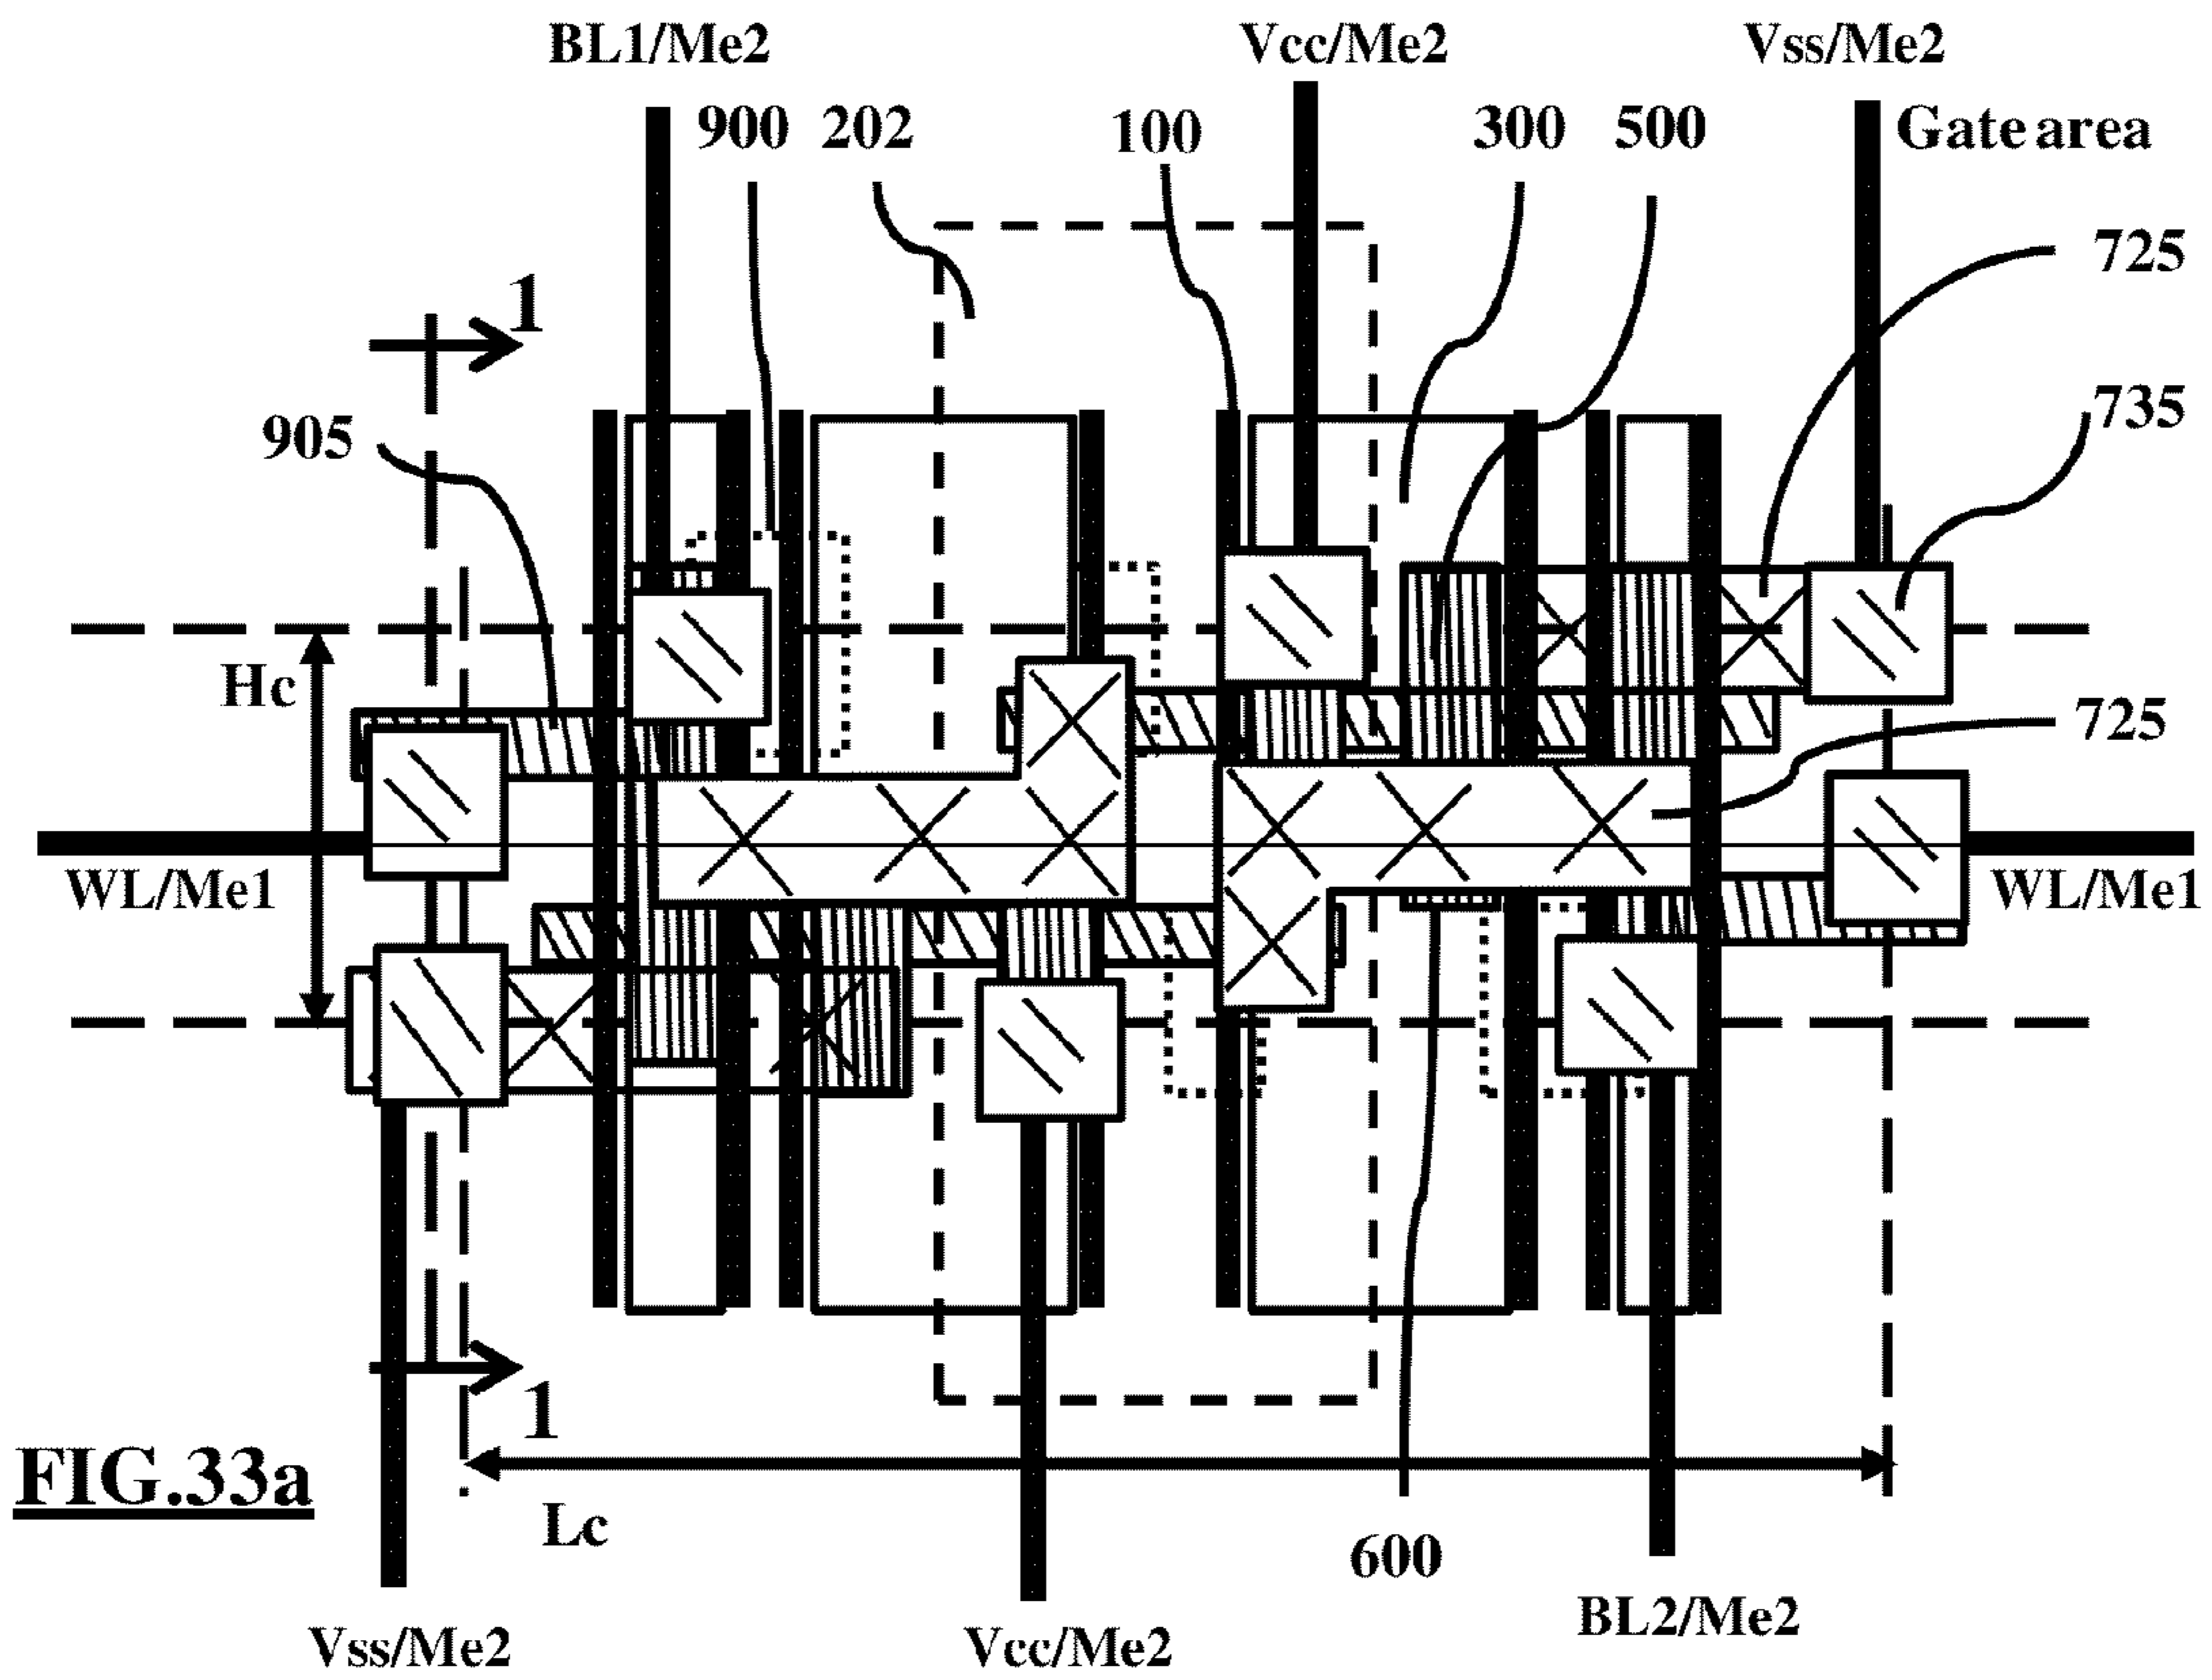 BL1/Me2 Vcc/Me2 Vss/Me2
900 202 100 300 500 Gate area
725
1
905 735
Hc
725
WL/Me1 WL/Me1
1
FIG.33a
Lc
600
BL2/Me2
Vss/Me2 Vcc/Me2